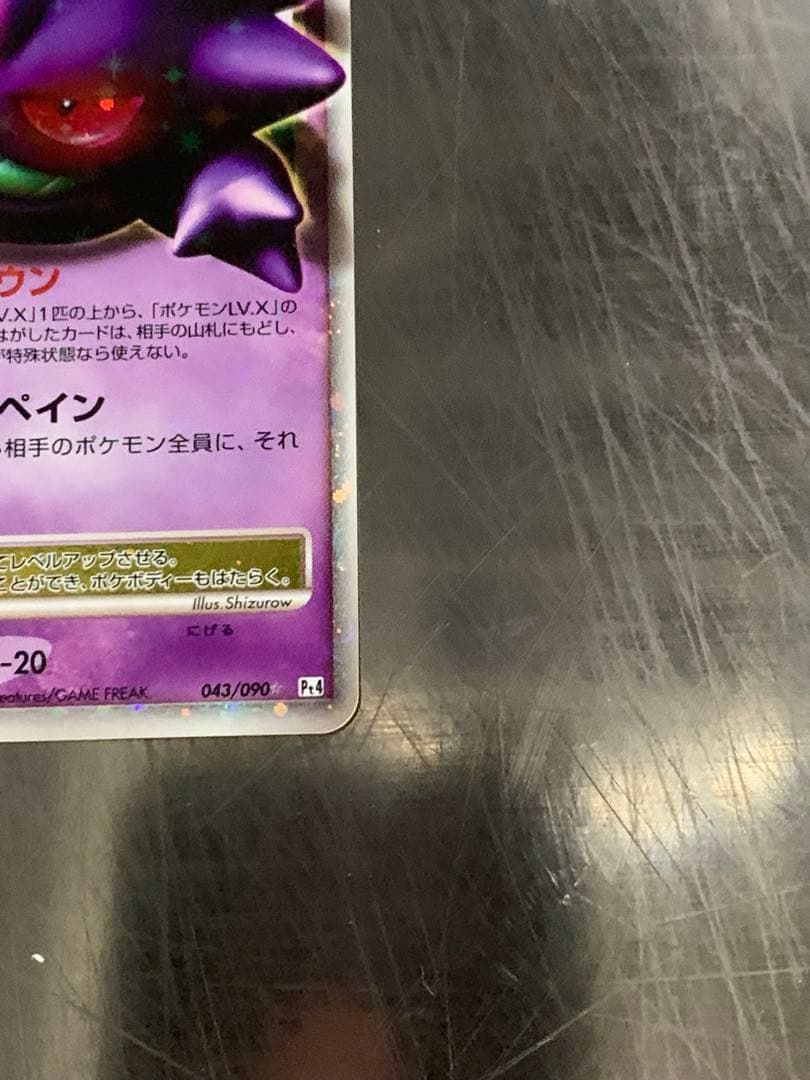 ウン
V.X」1匹の上から、「ポケモンLV.X」の
はがしたカードは、相手の山札にもどし、
特殊状態なら使えない。
ペイン
相手のポケモン全員に、それ
てレベルアップさせる。
ことができ、ポケボディーもはたらく。
Illus. Shizurow
にげる
-20
eatures/GAME FREAK.
043/090
Pt4